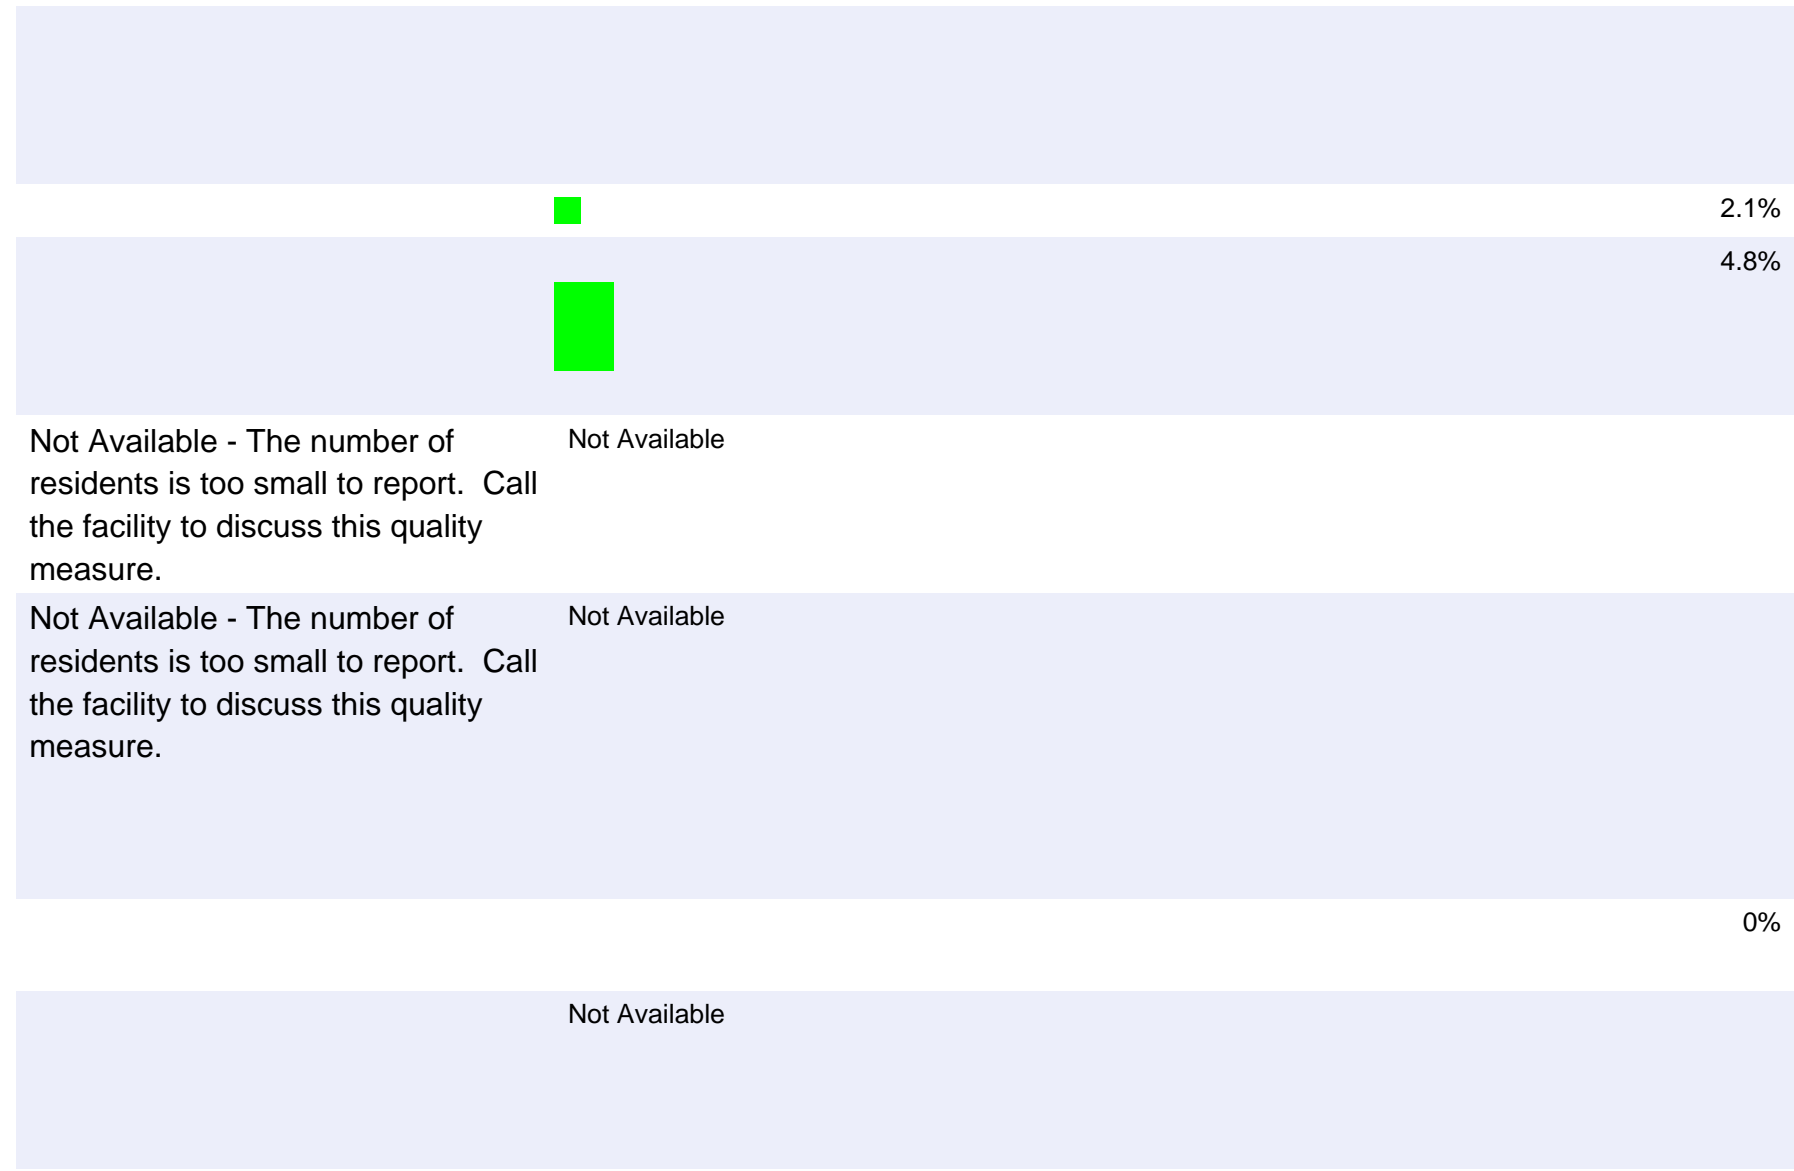 2.1%
4.8%
Not Available - The number of
residents is too small to report.  Call
the facility to discuss this quality
measure.
Not Available
Not Available - The number of
residents is too small to report.  Call
the facility to discuss this quality
measure.
Not Available
0%
Not Available